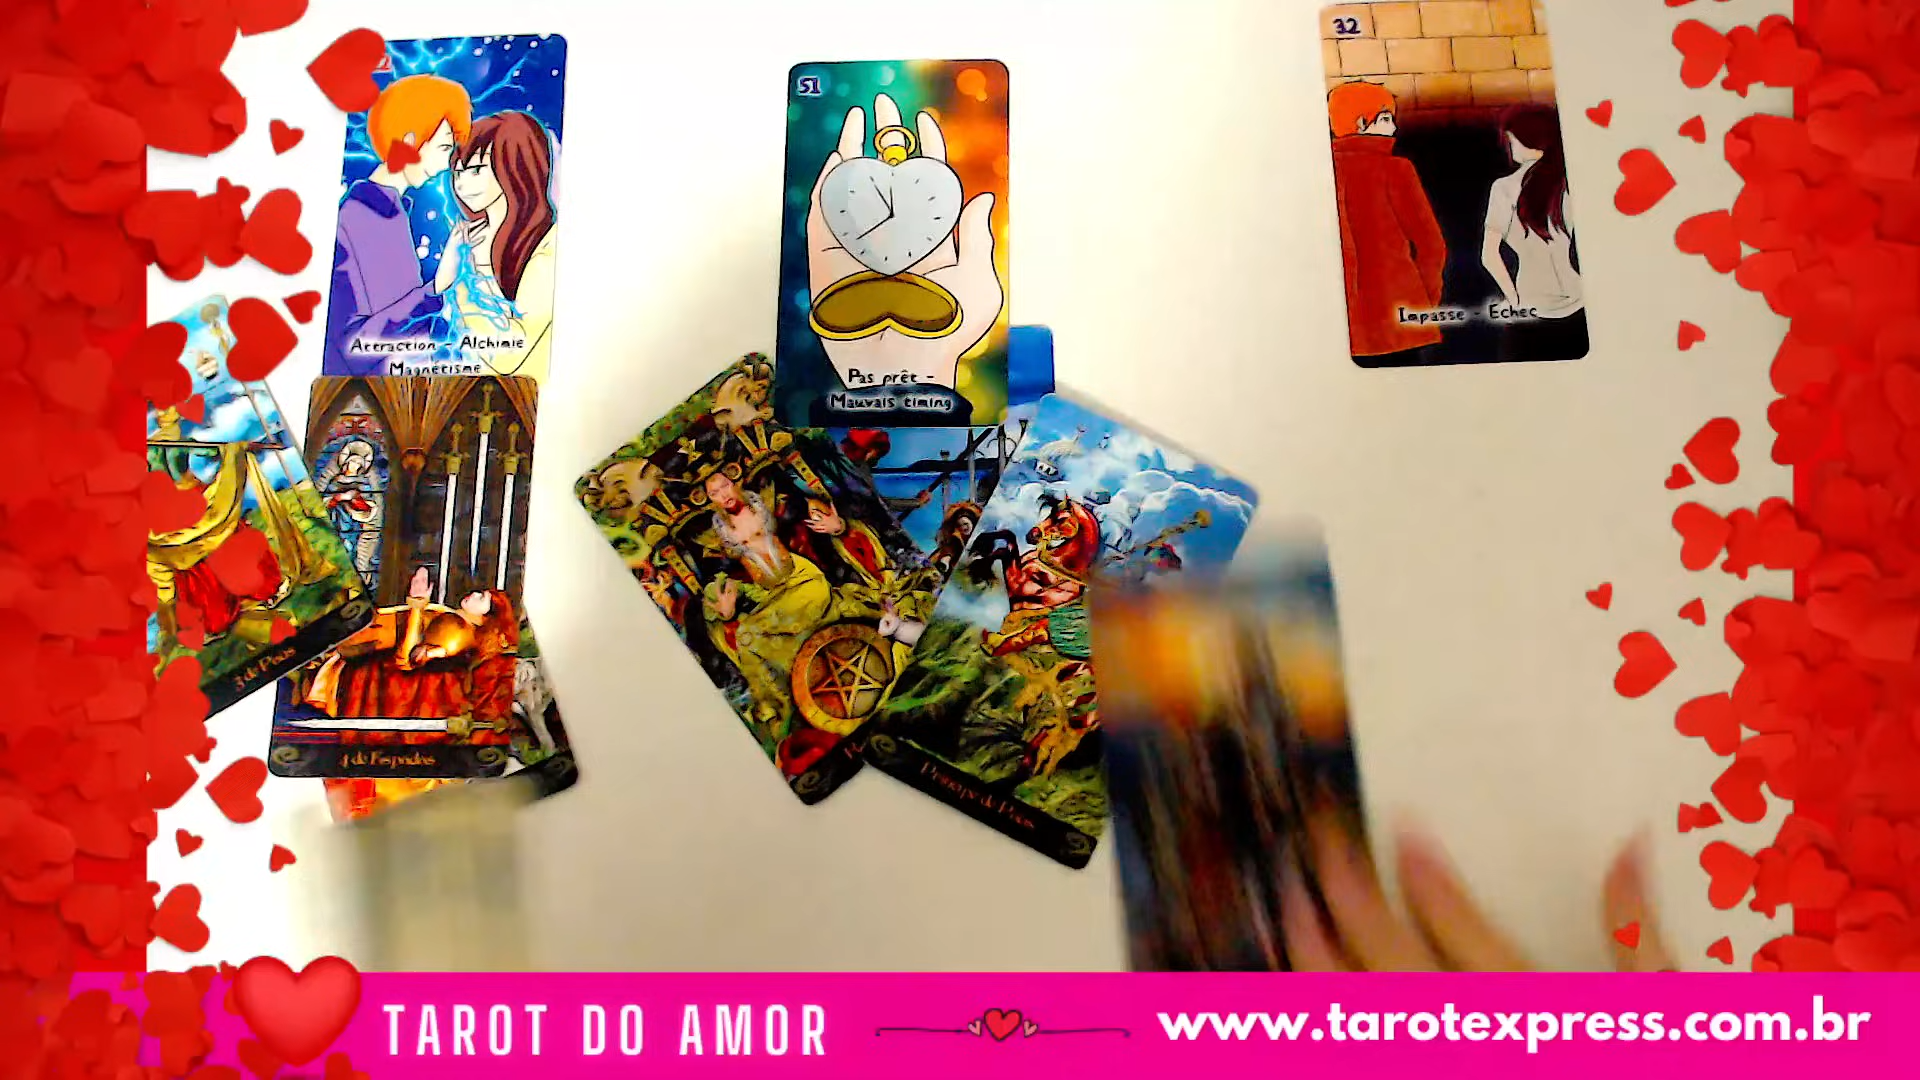 Attraction - Alchimie
Magnétisme
51
Pas prêt -
Mauvais timing
32
Impasse - Echec
3 de Paus
4 de Espadas
Príncipe de Paus
TAROT DO AMOR
www.tarotexpress.com.br